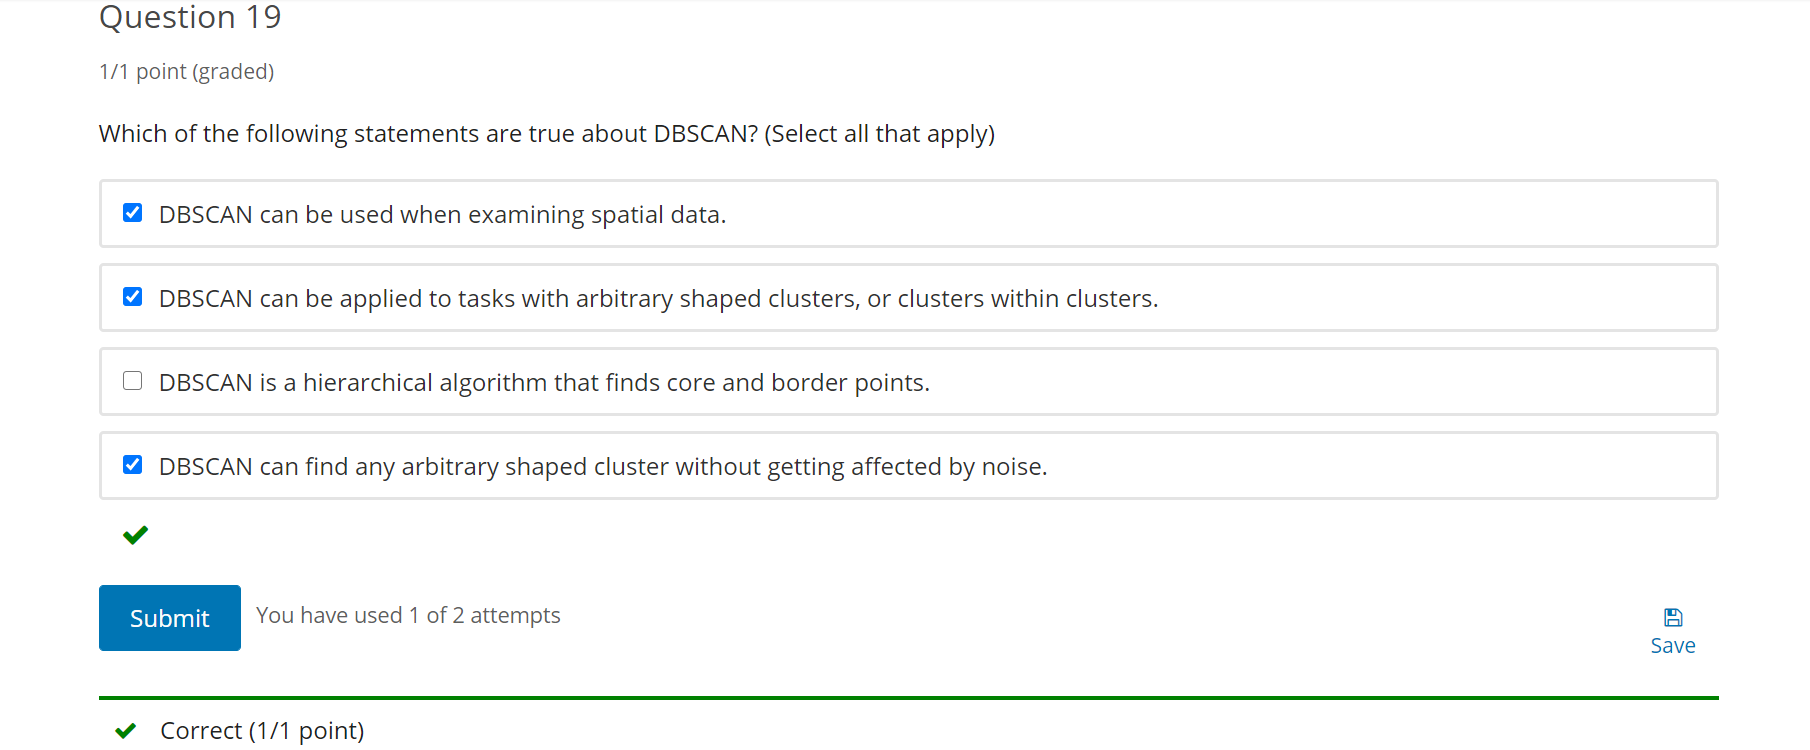 Question 19
1/1 point (graded)
Which of the following statements are true about DBSCAN? (Select all that apply)
DBSCAN can be used when examining spatial data.
DBSCAN can be applied to tasks with arbitrary shaped clusters, or clusters within clusters.
DBSCAN is a hierarchical algorithm that finds core and border points.
DBSCAN can find any arbitrary shaped cluster without getting affected by noise.
Submit
You have used 1 of 2 attempts
Save
Correct (1/1 point)